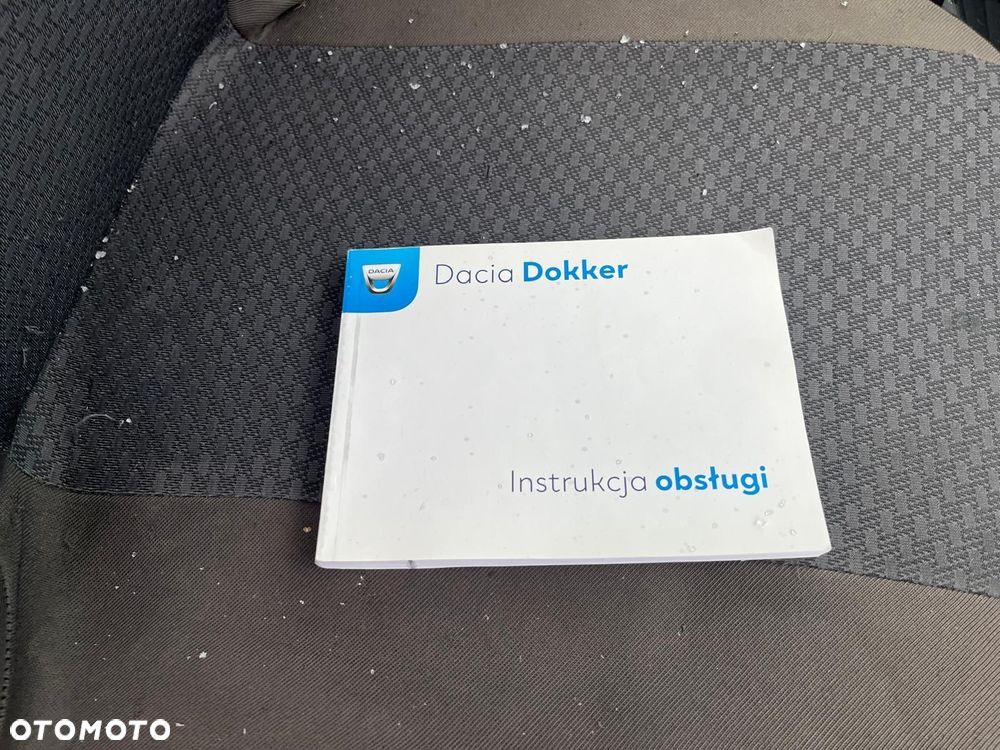 DACIA
Dacia Dokker
Instrukcja obsługi
OTOMOTO